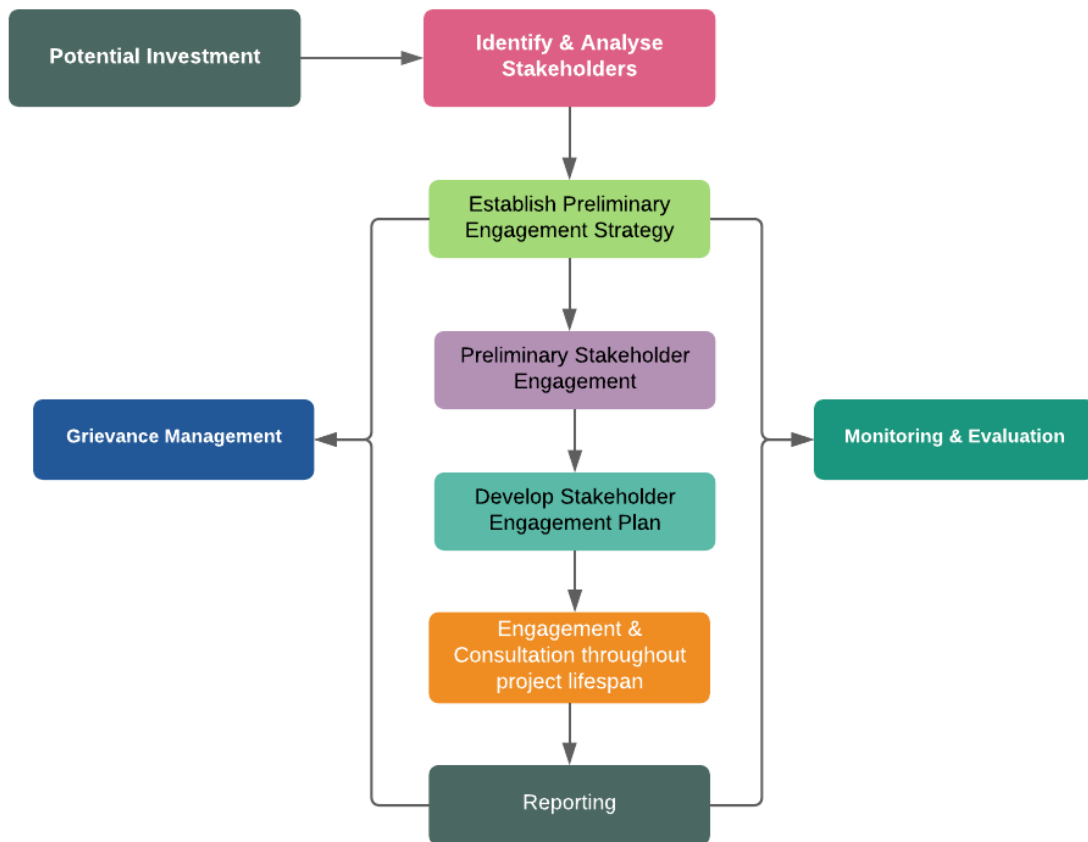 Potential Investment
Identify & Analyse
Stakeholders
Establish Preliminary
Engagement Strategy
Preliminary Stakeholder
Engagement
Grievance Management
Monitoring & Evaluation
Develop Stakeholder
Engagement Plan
Engagement &
Consultation throughout
project lifespan
Reporting